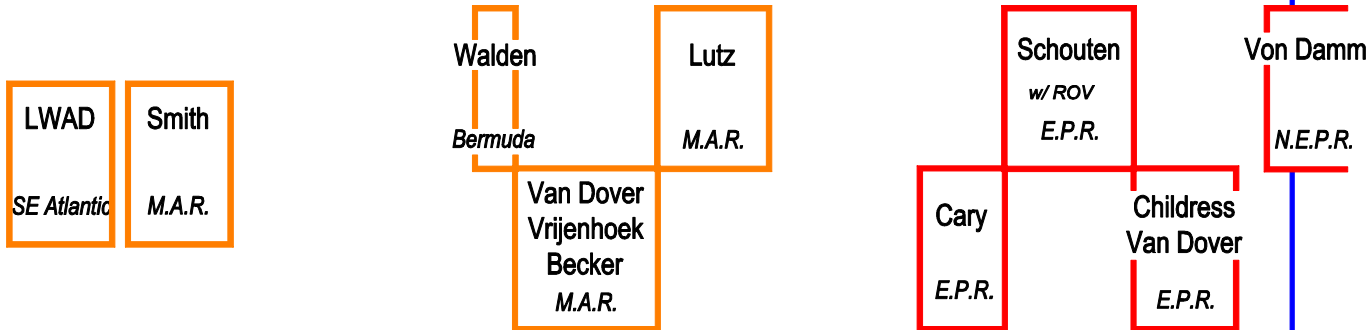 LWAD
SE Atlantic
Smith
M.A.R.
Walden
Bermuda
Van Dover
Vrijenhoek
Becker
M.A.R.
Lutz
M.A.R.
Cary
E.P.R.
Schouten
w/ ROV
E.P.R.
Childress
Van Dover
E.P.R.
Von Damm
N.E.P.R.